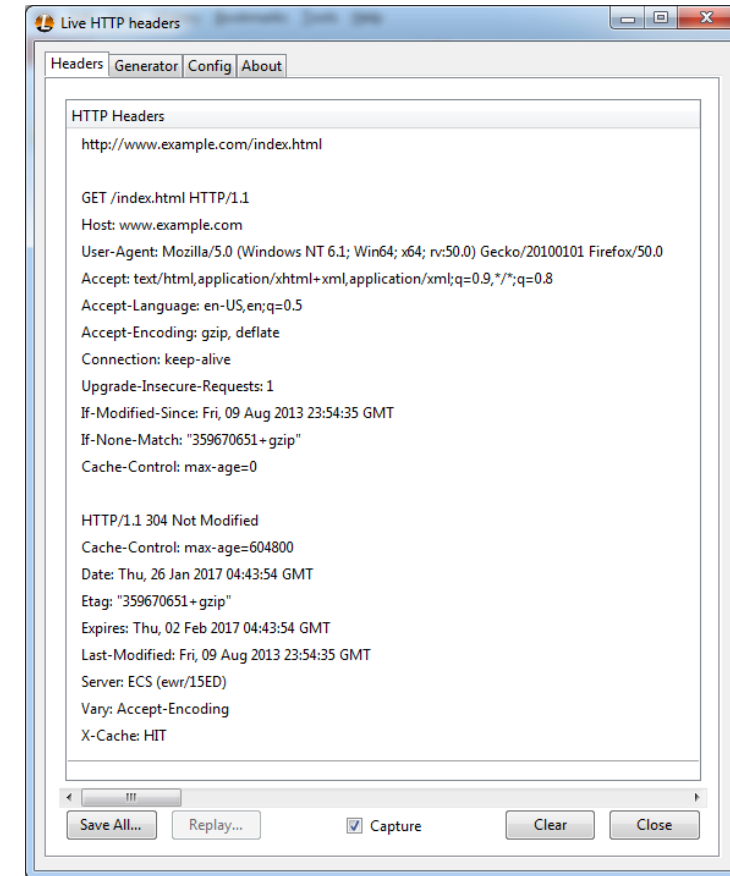 Live HTTP headers
Tools Help
Headers Generator Config About
HTTP Headers
http://www.example.com/index.html
GET /index.html HTTP/1.1
Host: www.example.com
User-Agent: Mozilla/5.0 (Windows NT 6.1; Win64; x64; rv:50.0) Gecko/20100101 Firefox/50.0
Accept: text/html,application/xhtml+xml,application/xml;q=0.9,*/*;q=0.8
Accept-Language: en-US,en;q=0.5
Accept-Encoding: gzip, deflate
Connection: keep-alive
Upgrade-Insecure-Requests: 1
If-Modified-Since: Fri, 09 Aug 2013 23:54:35 GMT
If-None-Match: "359670651+gzip"
Cache-Control: max-age=0
HTTP/1.1 304 Not Modified
Cache-Control: max-age=604800
Date: Thu, 26 Jan 2017 04:43:54 GMT
Etag: "359670651+gzip"
Expires: Thu, 02 Feb 2017 04:43:54 GMT
Last-Modified: Fri, 09 Aug 2013 23:54:35 GMT
Server: ECS (ewr/15ED)
Vary: Accept-Encoding
X-Cache: HIT
Save All... Replay... Capture Clear Close